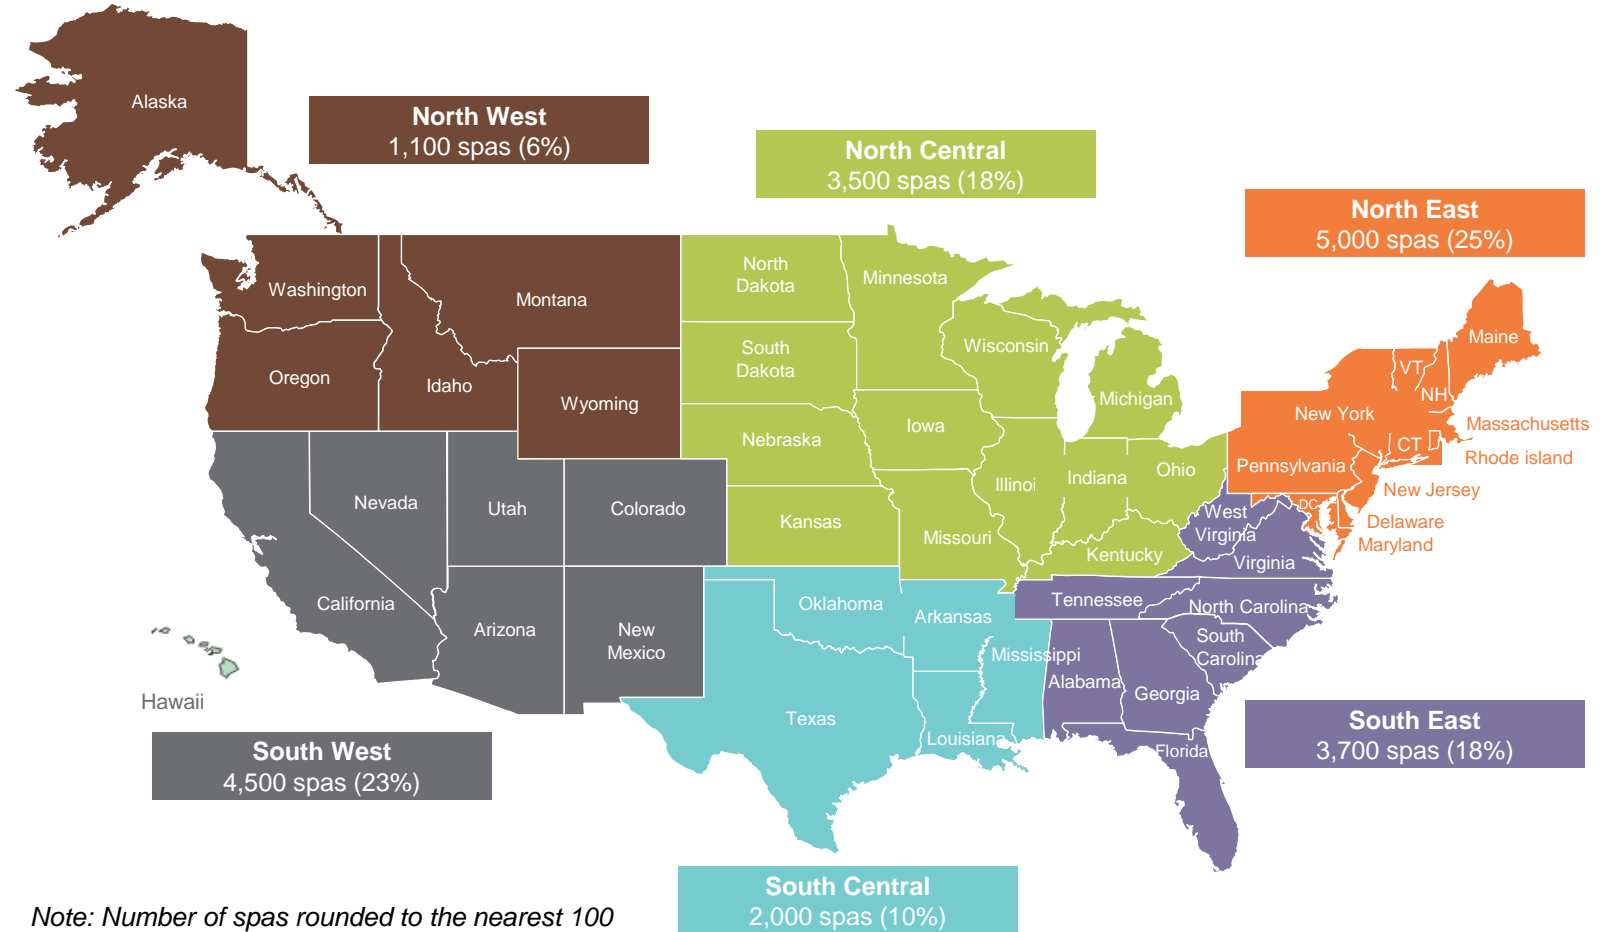 Alaska
North West
1,100 spas (6%)
North Central
3,500 spas (18%)
North East
5,000 spas (25%)
Washington
Montana
Oregon
Idaho
Wyoming
North
Dakota
Minnesota
South
Dakota
Wisconsin
Michigan
Nebraska
Iowa
Illinoi
Indiana
Ohio
Kansas
Missouri
Kentucky
Maine
VT
NH
New York
Massachusetts
CT
Rhode island
Pennsylvania
New Jersey
DC
Delaware
Maryland
Nevada
Utah
Colorado
California
Arizona
New
Mexico
Hawaii
South West
4,500 spas (23%)
Oklahoma
Arkansas
Mississippi
Texas
Louisiana
West
Virginia
Virginia
Tennessee
North Carolina
South
Carolina
Alabama
Georgia
Florida
South East
3,700 spas (18%)
South Central
2,000 spas (10%)
Note: Number of spas rounded to the nearest 100